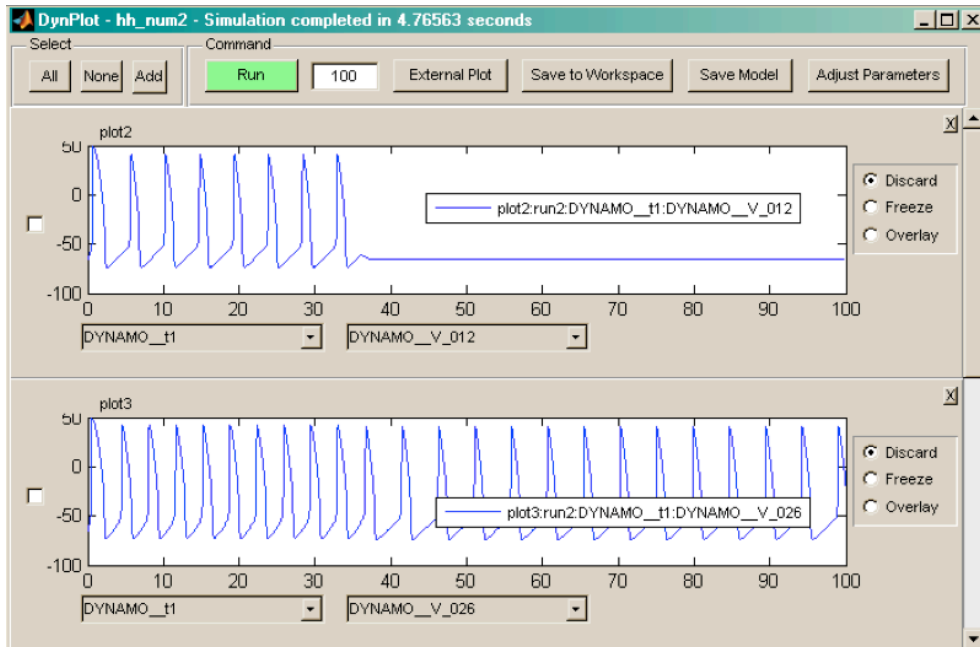 DynPlot - hh_num2 - Simulation completed in 4.76563 seconds
Select
Command
All None Add Run 100 External Plot Save to Workspace Save Model Adjust Parameters
plot2
X
50
0
-50
-100
plot2:run2:DYNAMO__t1:DYNAMO__V_012
Discard
Freeze
Overlay
0 10 20 30 40 50 60 70 80 90 100
DYNAMO__t1 DYNAMO__V_012
plot3
X
50
0
-50
-100
plot3:run2:DYNAMO__t1:DYNAMO__V_026
Discard
Freeze
Overlay
0 10 20 30 40 50 60 70 80 90 100
DYNAMO__t1 DYNAMO__V_026